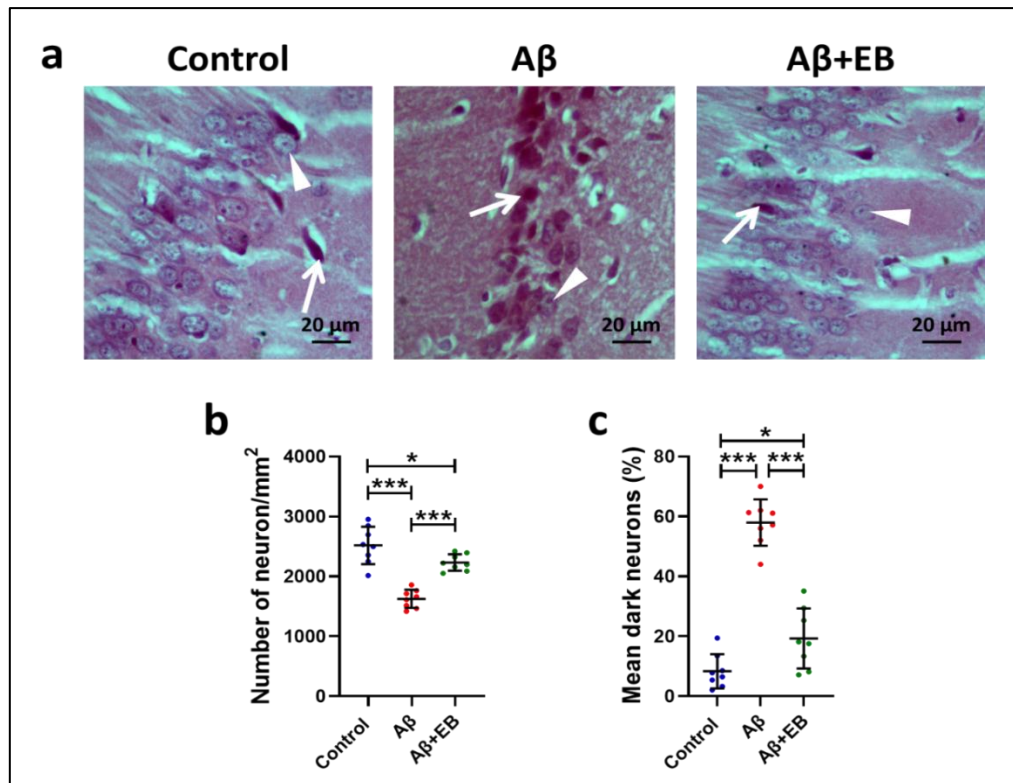 a
Control Aβ Aβ+EB
20 μm 20 μm 20 μm
b
Number of neuron/mm²
4000
3000
2000
1000
0
*
***
***
Control Aβ Aβ+EB
c
Mean dark neurons (%)
80
60
40
20
0
*
*** ***
Control Aβ Aβ+EB